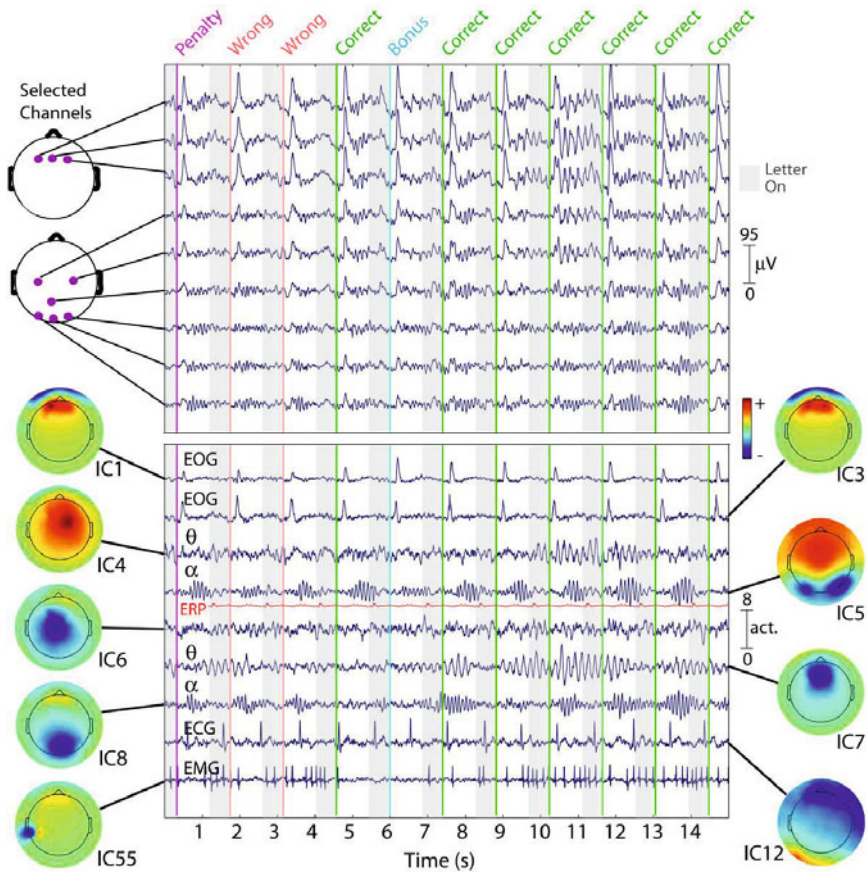 Penalty
Wrong
Wrong
Correct
Bonus
Correct
Correct
Correct
Correct
Correct
Correct
Selected
Channels
Letter
On
95
μV
0
+
-
EOG
IC1
IC3
EOG
θ
IC4
α
IC5
ERP
8
act.
0
IC6
θ
IC7
α
IC8
ECG
EMG
IC55
IC12
1 2 3 4 5 6 7 8 9 10 11 12 13 14
Time (s)